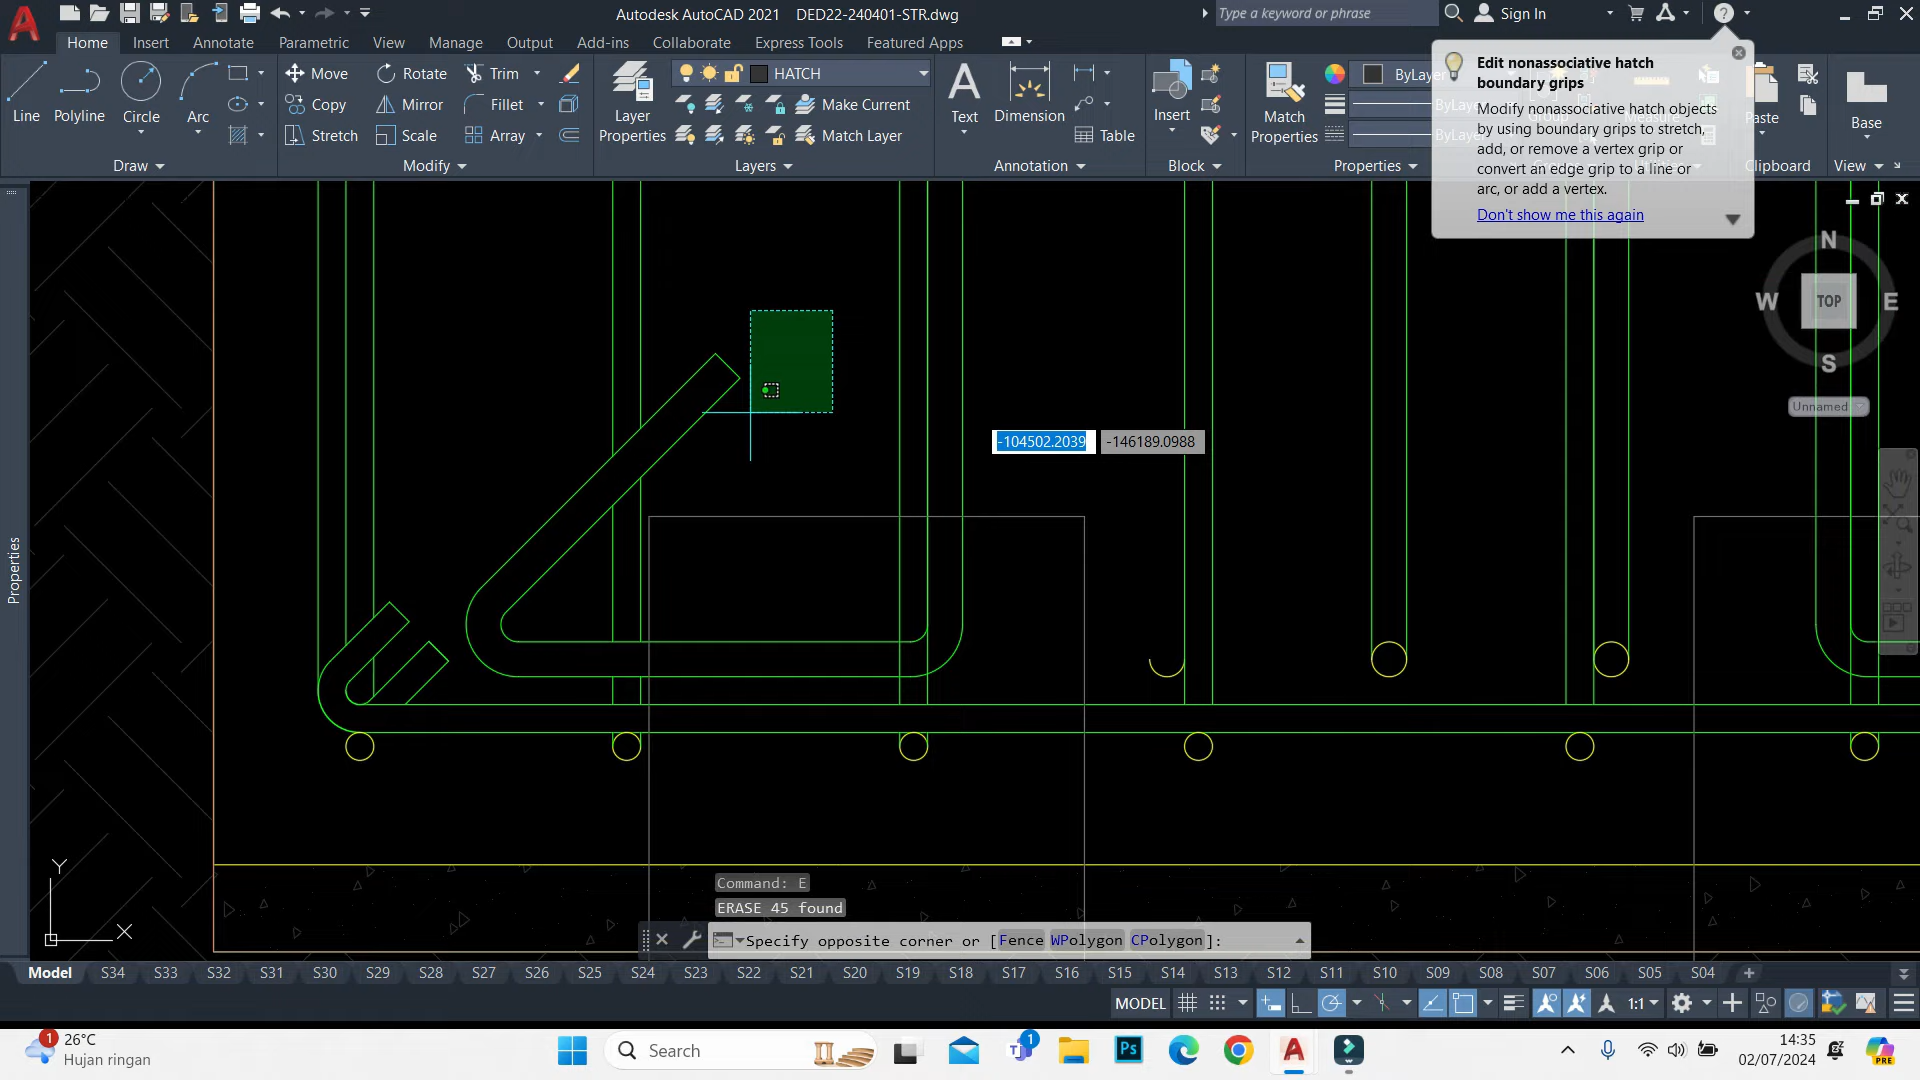 Autodesk AutoCAD 2021 DED22-240401-STR.dwg
Type a keyword or phrase
Sign In
Home Insert Annotate Parametric View Manage Output Add-ins Collaborate Express Tools Featured Apps
Line
Polyline
Circle
Arc
Move
Rotate
Trim
Copy
Mirror
Fillet
Stretch
Scale
Array
Layer
Properties
HATCH
Make Current
Match Layer
Text
Dimension
Table
Insert
Match
Properties
ByLayer
Paste
Base
Draw
Modify
Layers
Annotation
Block
Properties
Clipboard
View
Edit nonassociative hatch
boundary grips
Modify nonassociative hatch objects
by using boundary grips to stretch,
add, or remove a vertex grip or
convert an edge grip to a line or
arc, or add a vertex.
Don't show me this again
N
W TOP E
S
Unnamed
-104502.2039 -146189.0988
Properties
Y
X
Command: E
ERASE 45 found
Specify opposite corner or [Fence WPolygon CPolygon]:
Model S34 S33 S32 S31 S30 S29 S28 S27 S26 S25 S24 S23 S22 S21 S20 S19 S18 S17 S16 S15 S14 S13 S12 S11 S10 S09 S08 S07 S06 S05 S04
MODEL 1:1
1
26°C
Hujan ringan
Search
1
Ps
14:35
02/07/2024
PRE